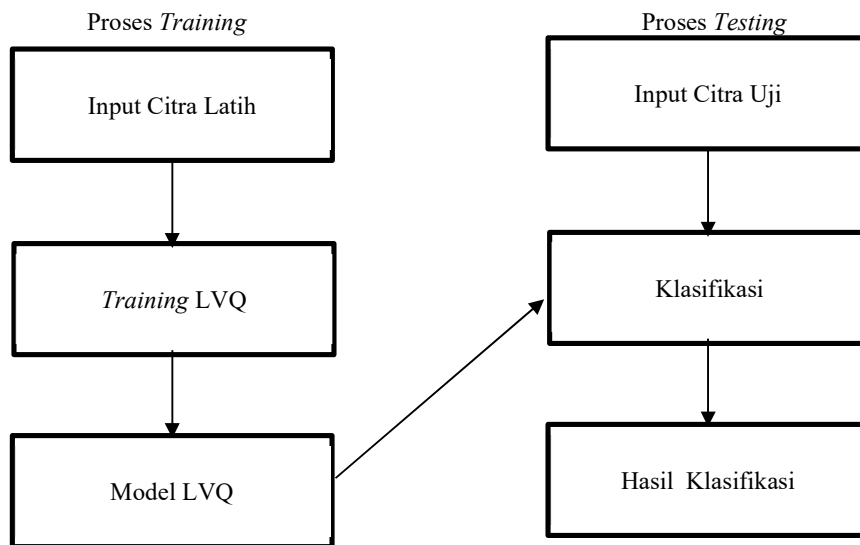 Proses Training
Input Citra Latih
Training LVQ
Model LVQ
Proses Testing
Input Citra Uji
Klasifikasi
Hasil  Klasifikasi